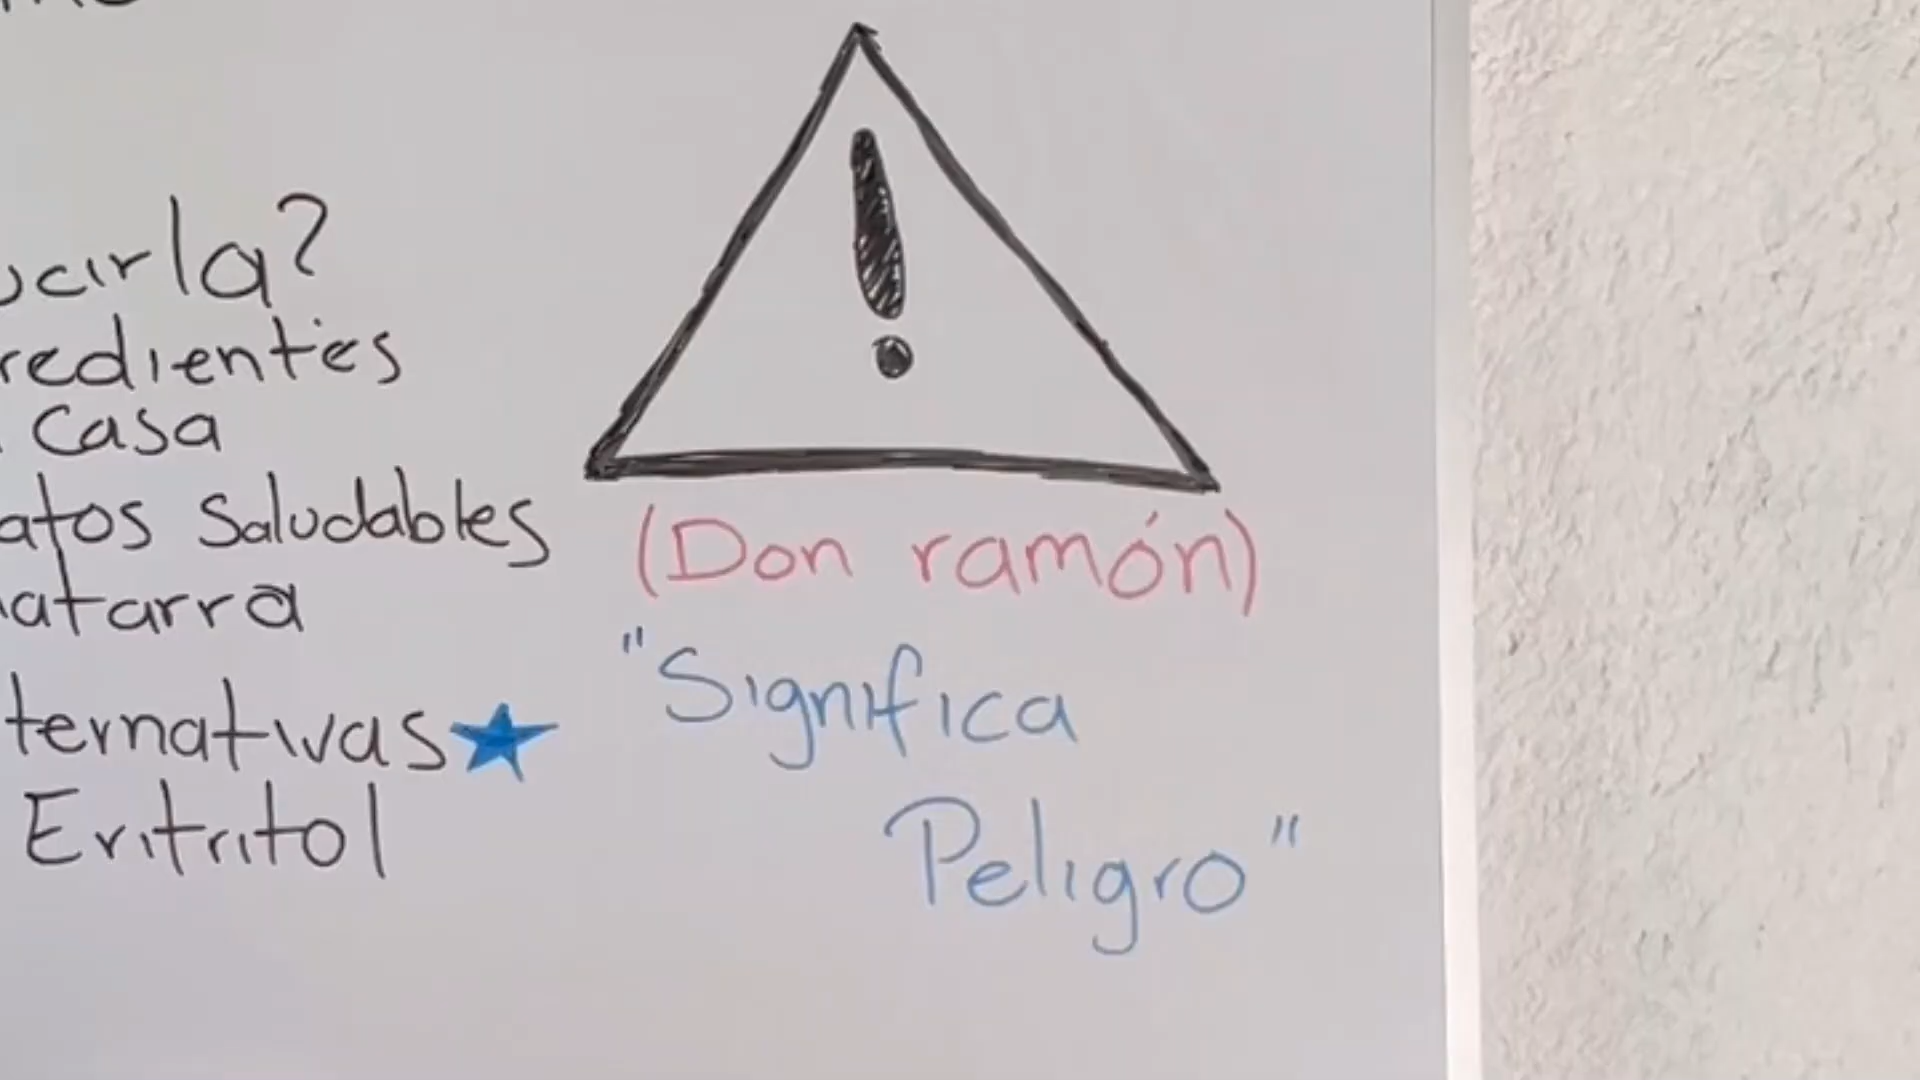 ucirla?
redientes
casa
atos saludables
atarra
ternativas
Eritritol
!
(Don ramón)
"Significa
Peligro"